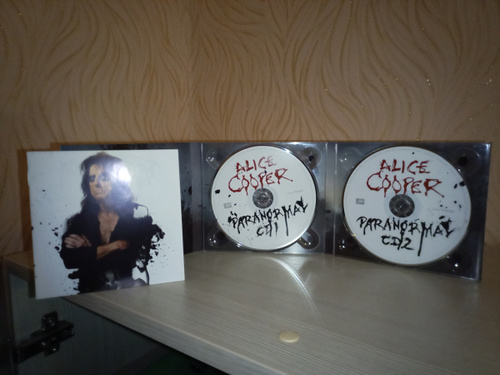 ALICE
COOPER
PARANORMAL
CD1
ALICE
COOPER
PARANORMAL
CD2